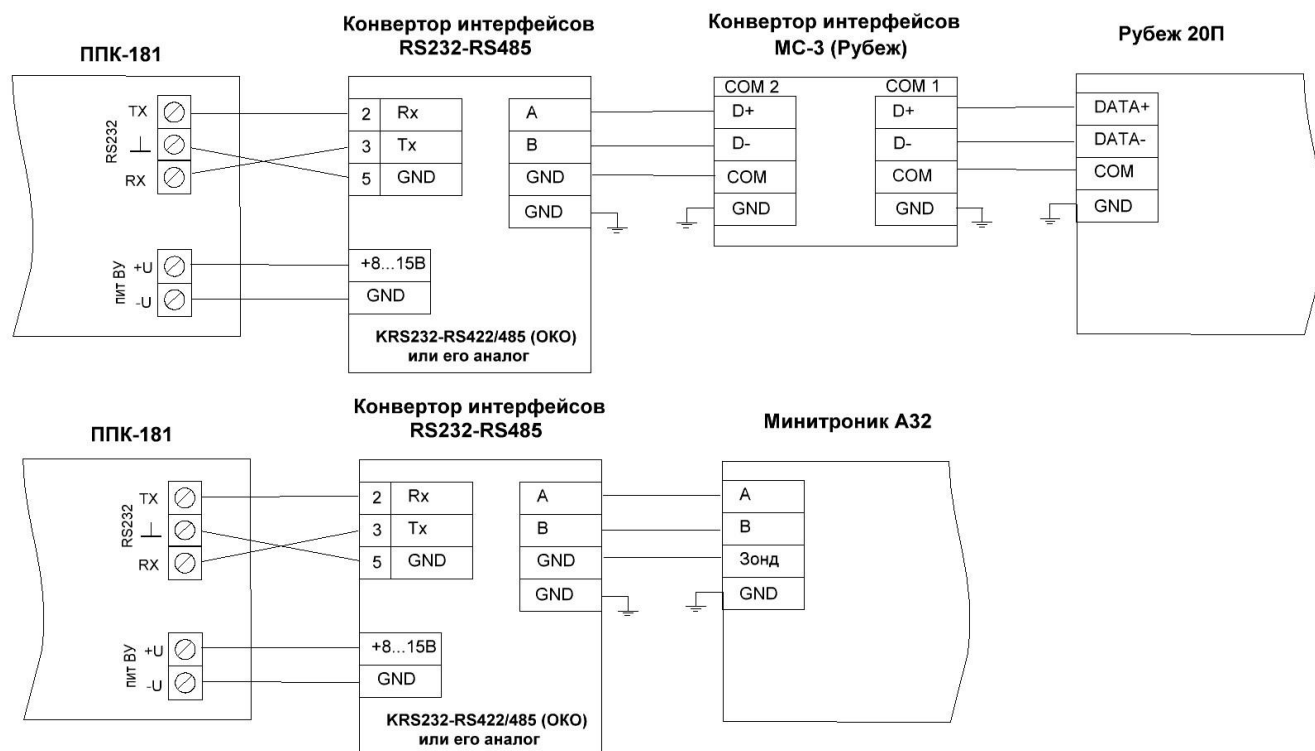 Конвертор интерфейсов
RS232-RS485
Конвертор интерфейсов
МС-3 (Рубеж)
Рубеж 20П
ППК-181
TX
RS232
RX
пит ВУ
+U
-U
2 Rx
3 Tx
5 GND
+8...15В
GND
A
B
GND
GND
KRS232-RS422/485 (ОКО)
или его аналог
COM 2
D+
D-
COM
GND
COM 1
D+
D-
COM
GND
DATA+
DATA-
COM
GND
Конвертор интерфейсов
RS232-RS485
Минитроник А32
ППК-181
TX
RS232
RX
пит ВУ
+U
-U
2 Rx
3 Tx
5 GND
+8...15В
GND
A
B
GND
GND
KRS232-RS422/485 (ОКО)
или его аналог
A
B
Зонд
GND